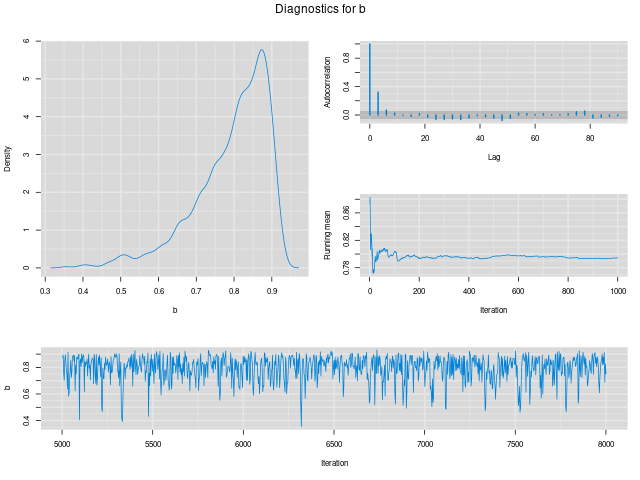 Diagnostics for b
Density
6
5
4
3
2
1
0
0.3 0.4 0.5 0.6 0.7 0.8 0.9
b
Autocorrelation
0.8
0.4
0.0
0 20 40 60 80
Lag
Running mean
0.86
0.82
0.78
0 200 400 600 800 1000
Iteration
b
0.8
0.6
0.4
5000 5500 6000 6500 7000 7500 8000
Iteration